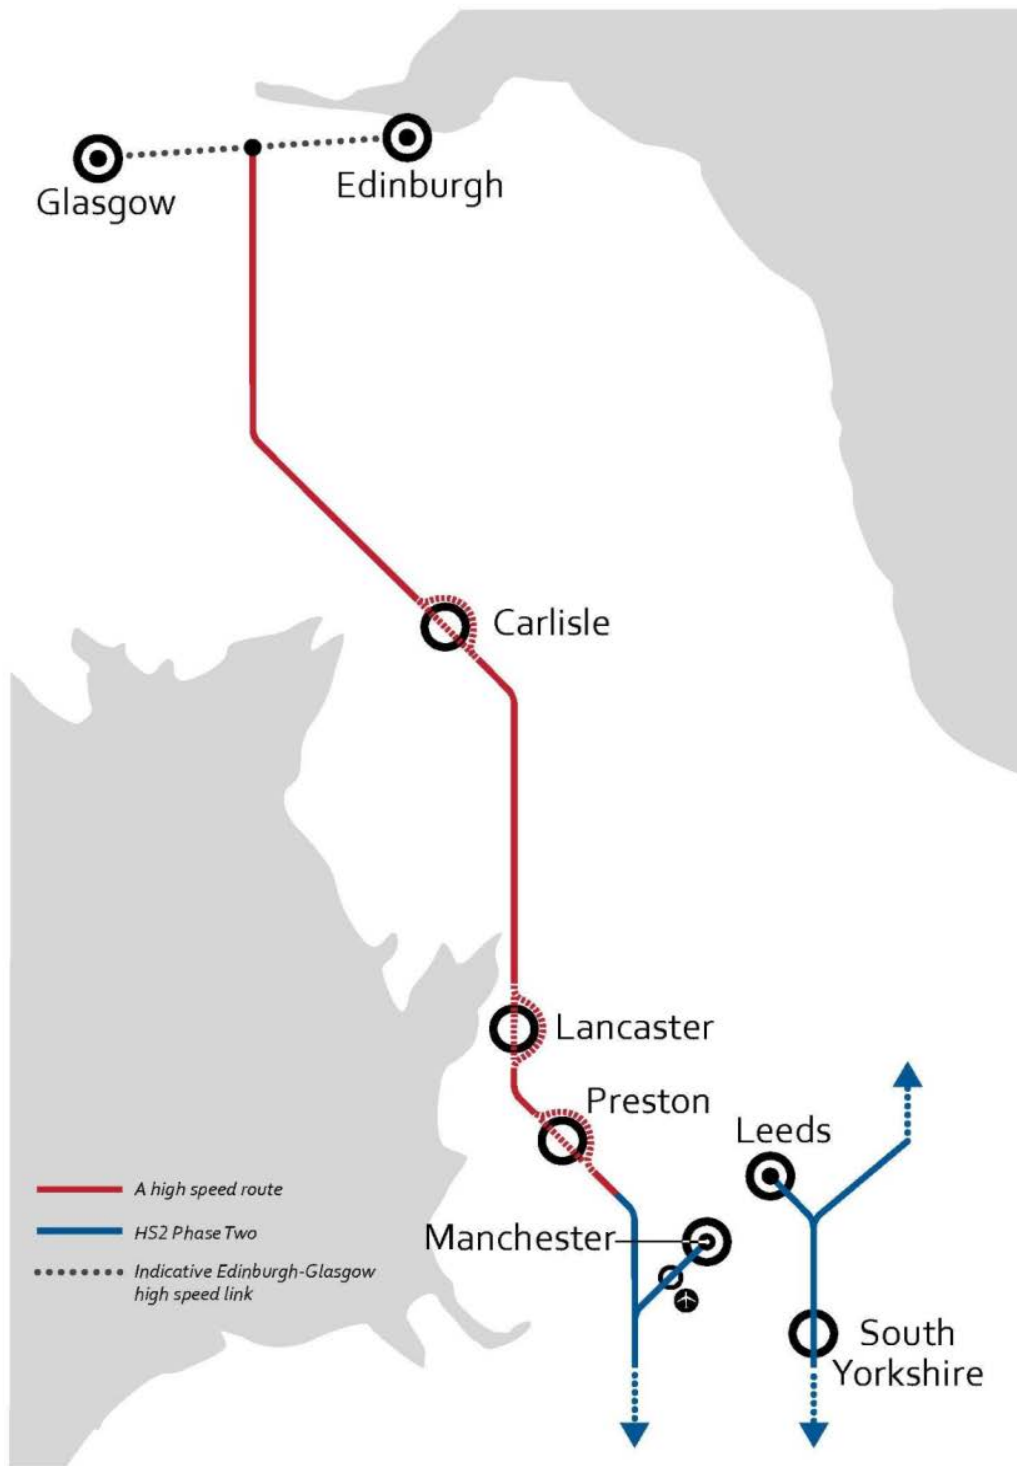 Edinburgh
Glasgow
Carlisle
Lancaster
Preston
Leeds
A high speed route
HS2 Phase Two
Manchester
Indicative Edinburgh-Glasgow
high speed link
South
Yorkshire